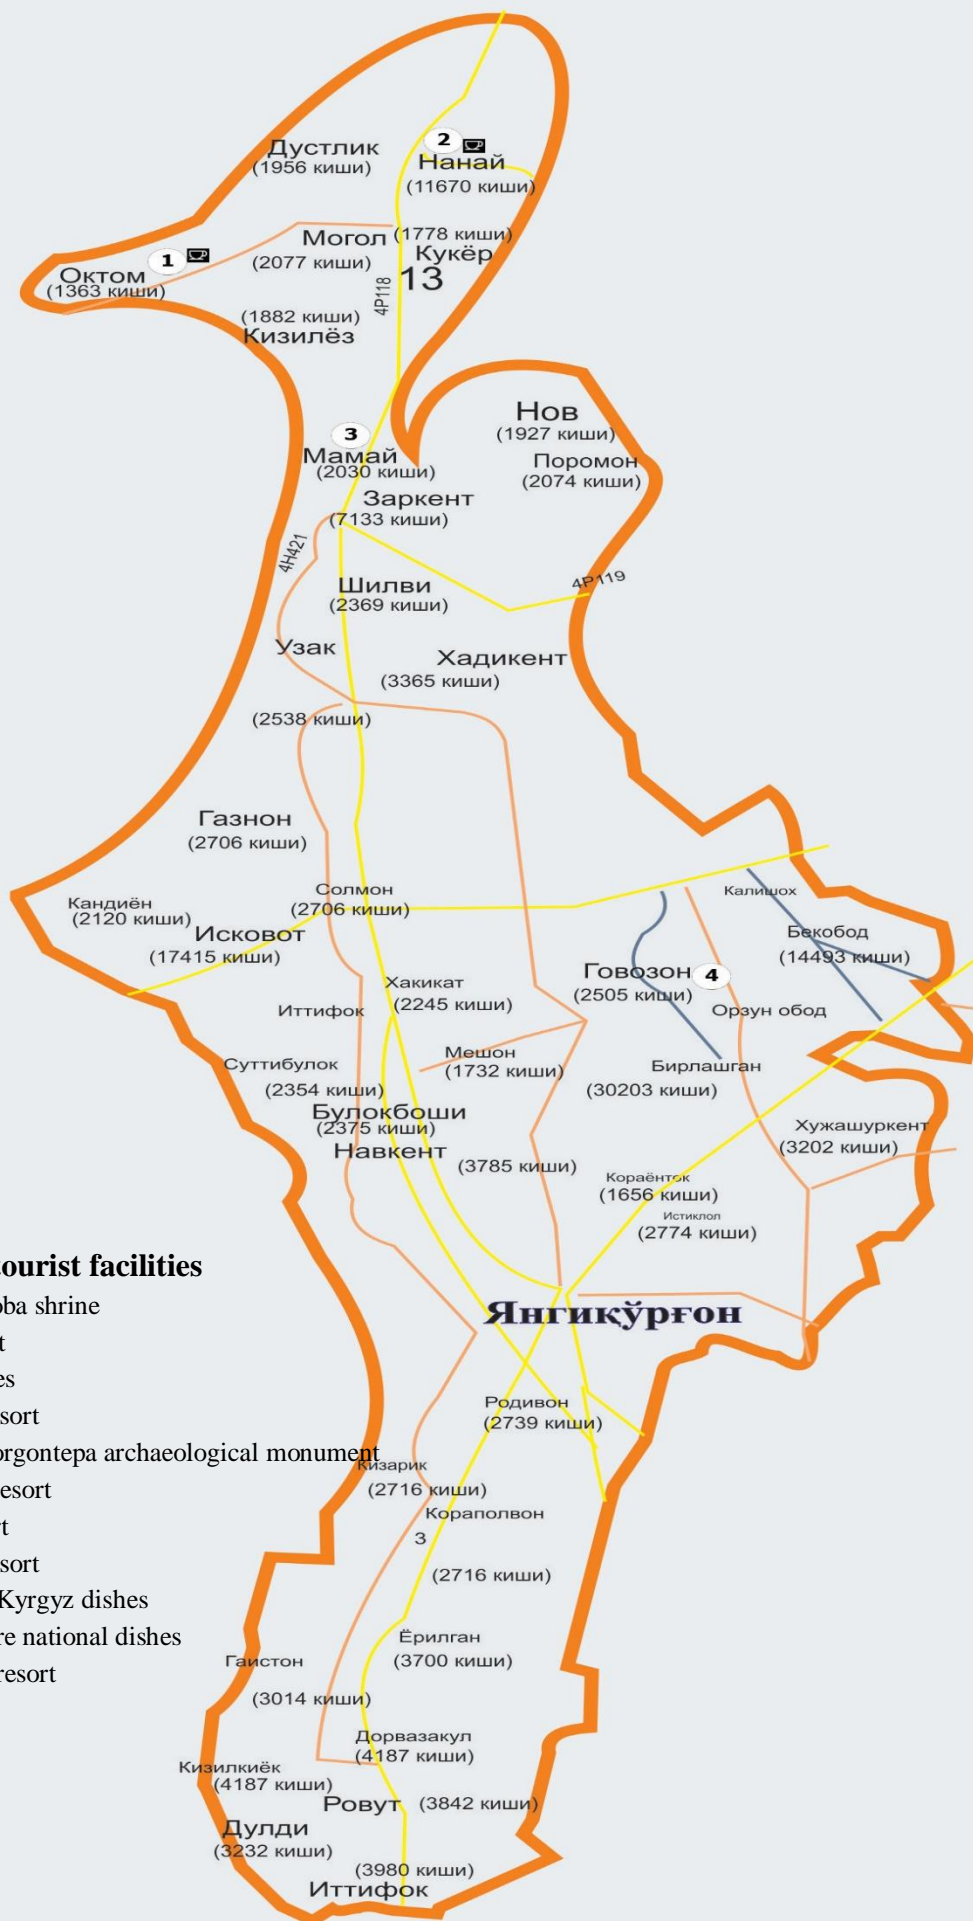 2
Дустлик
(1956 киши)
Нанай
(11670 киши)
Могол
(1778 киши)
Кукёр
(2077 киши)
13
1
Октом
(1363 киши)
4Р118
(1882 киши)
Кизилёз
Нов
(1927 киши)
3
Мамай
(2030 киши)
Поромон
(2074 киши)
Заркент
(7133 киши)
4Н421
4Р119
Шилви
(2369 киши)
Узак
Хадикент
(3365 киши)
(2538 киши)
Газнон
(2706 киши)
Солмон
(2706 киши)
Калишох
Кандиён
(2120 киши)
Исковот
(17415 киши)
Бекобод
(14493 киши)
Говозон
4
(2505 киши)
Хакикат
(2245 киши)
Иттифок
Орзун обод
Мешон
(1732 киши)
Суттибулок
(2354 киши)
Бирлашган
(30203 киши)
Булокбоши
(2375 киши)
Навкент
(3785 киши)
Хужашуркент
(3202 киши)
Кораёнток
(1656 киши)
Истиклол
(2774 киши)
ourist facilities
oba shrine
t
es
sort
orgontepa archaeological monument
esort
rt
sort
Kyrgyz dishes
re national dishes
resort
Янгиқўрғон
Родивон
(2739 киши)
Кизарик
(2716 киши)
Кораполвон
3
(2716 киши)
Ёрилган
(3700 киши)
Гаистон
(3014 киши)
Дорвазакул
(4187 киши)
Кизилкиёк
(4187 киши)
Ровут
(3842 киши)
Дулди
(3232 киши)
(3980 киши)
Иттифок